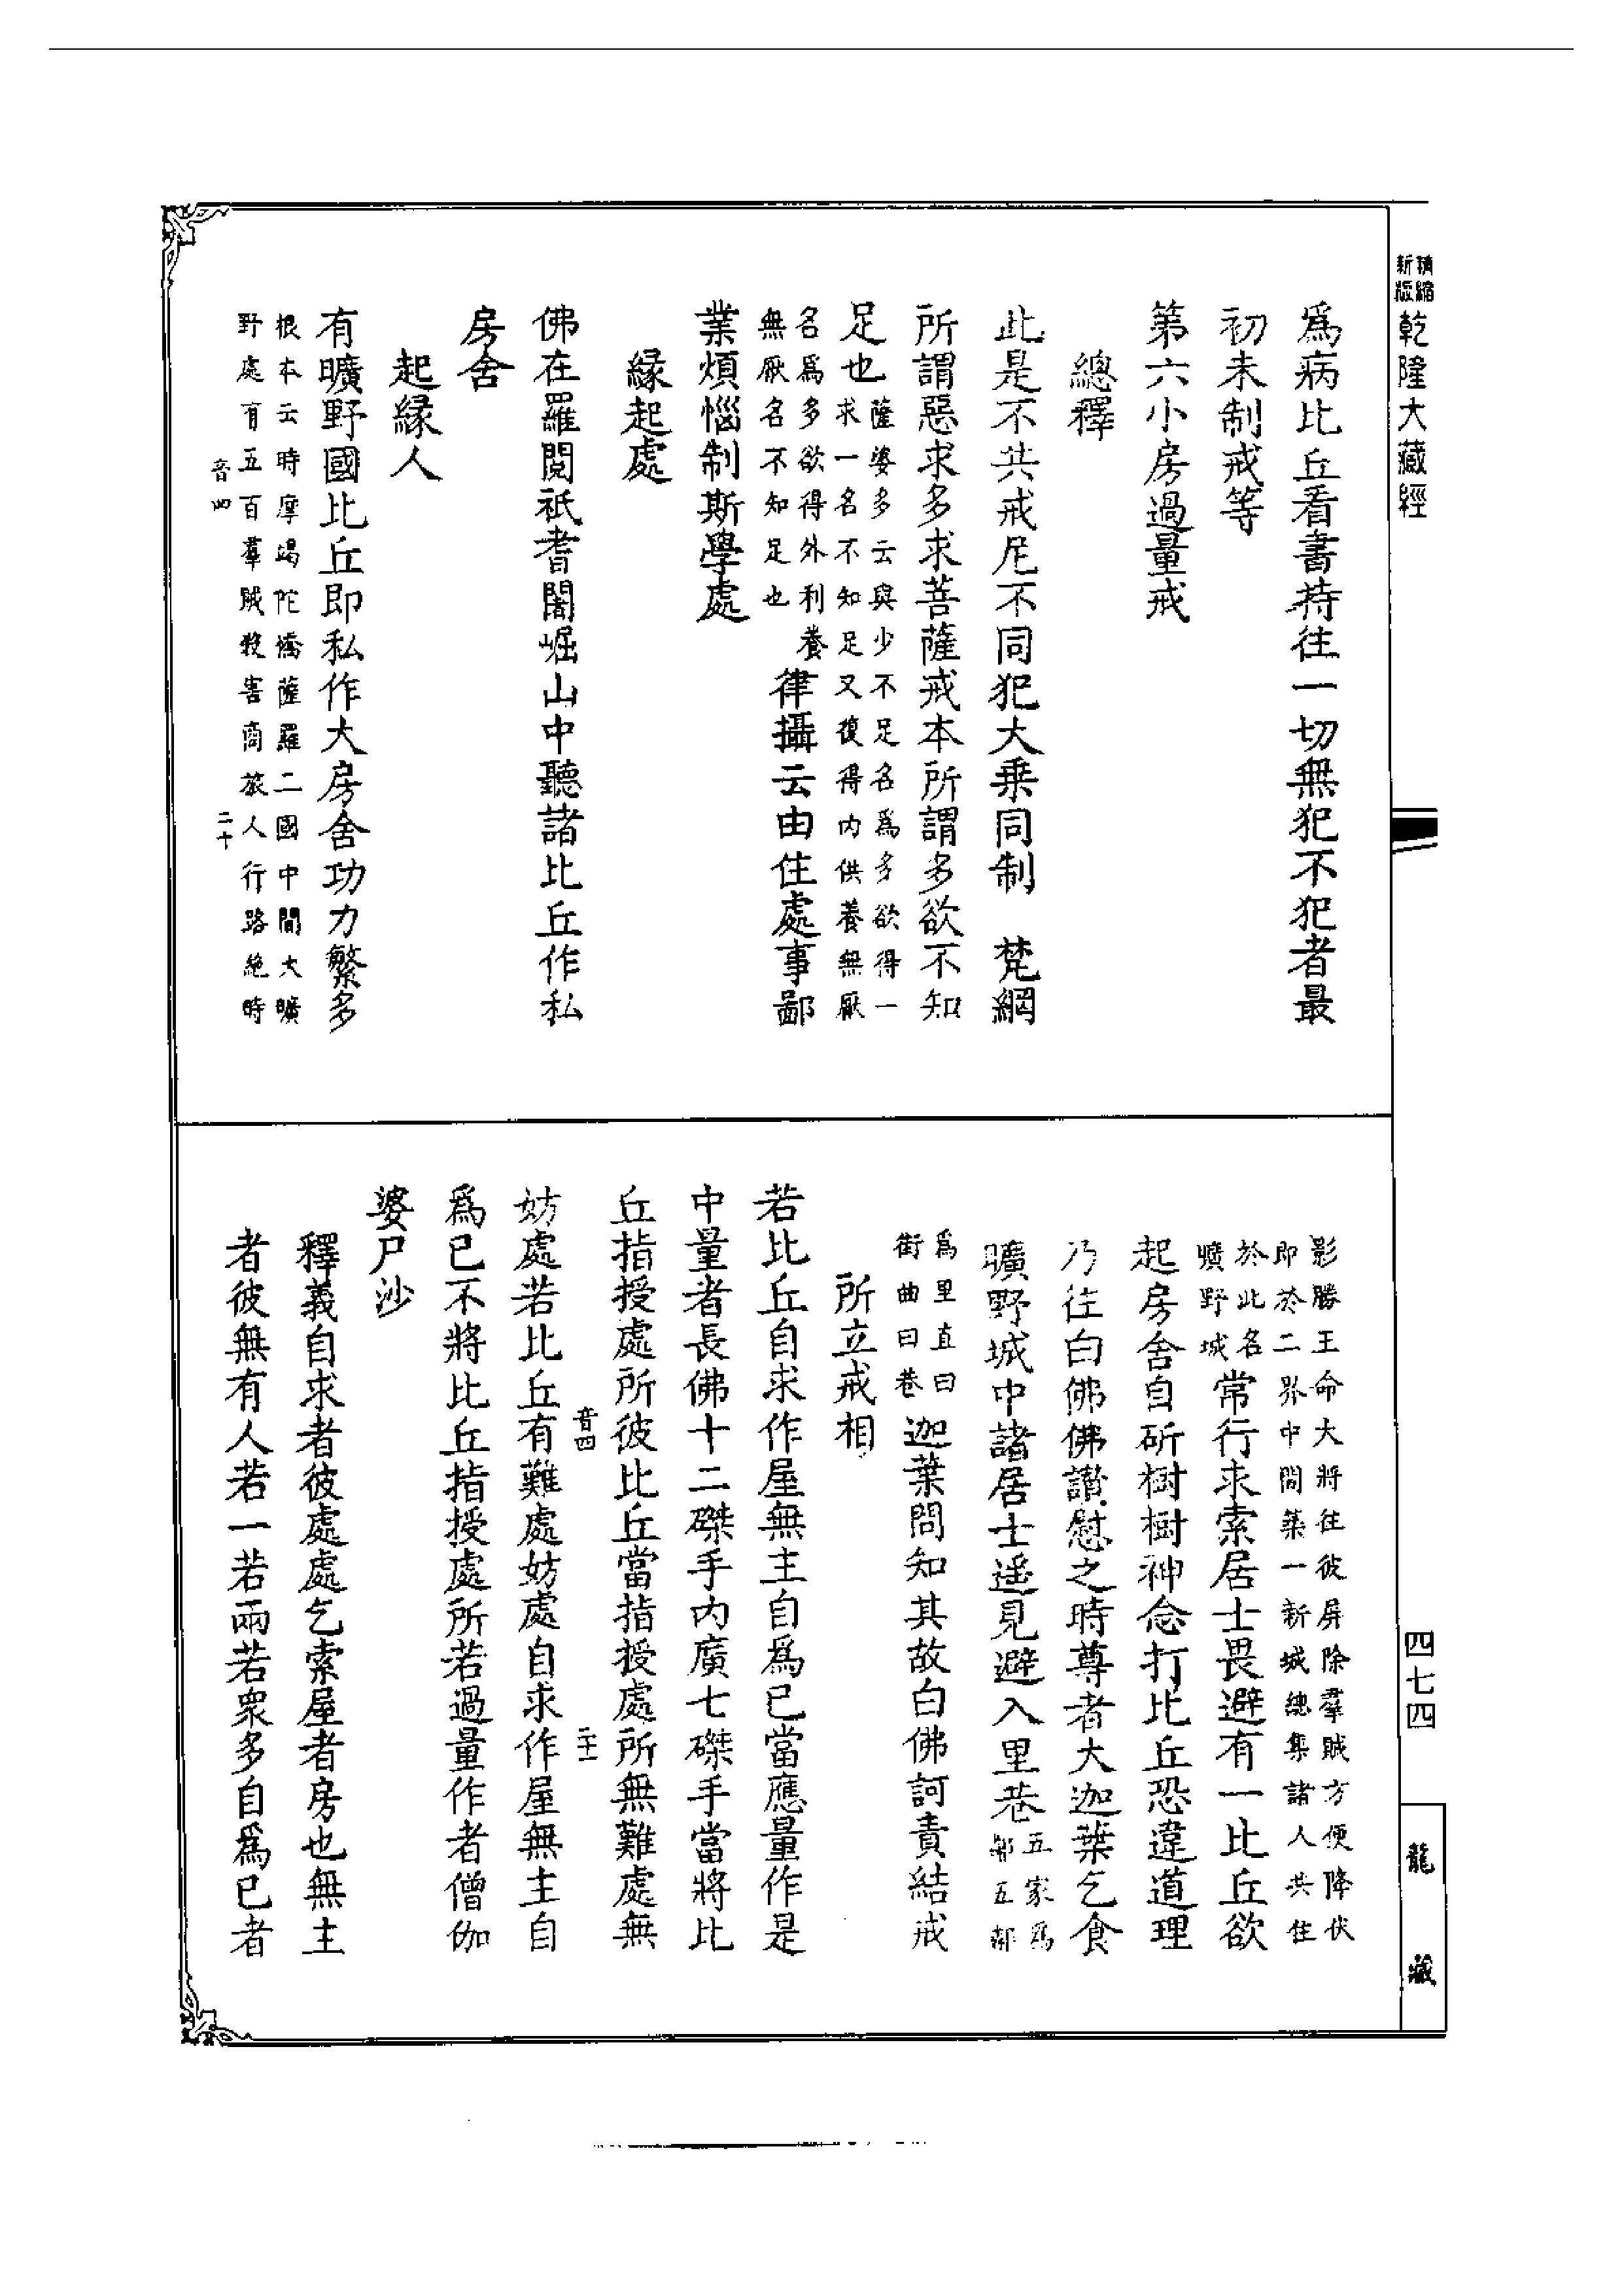 精縮新版乾隆大藏經
四七四
龍藏
爲病比丘看書持往一切無犯不犯者最
初未制戒等
第六小房過量戒
總釋
此是不共戒尼不同犯大乘同制　梵網
所謂惡求多求菩薩戒本所謂多欲不知
足也
薩婆多云與少不足名爲多欲得一
求一名不知足又復得內供養無厭
名爲多欲得外利養
無厭名不知足也
律攝云由住處事鄙
業煩惱制斯學處
緣起處
佛在羅閱祇耆闍崛山中聽諸比丘作私
房舍
起緣人
有曠野國比丘即私作大房舍功力繁多
根本云時摩竭陀憍薩羅二國中間大曠
野處有五百羣賊殺害商旅人行路絕時
音四
二十
影勝王命大將往彼屏除羣賊方便降伏
即於二界中間築一新城總集諸人共住
於此名
曠野城
常行求索居士畏避有一比丘欲
起房舍自斫樹樹神念打比丘恐違道理
乃往白佛佛讚慰之時尊者大迦葉乞食
曠野城中諸居士遥見避入里巷
五家爲
鄰五鄰
爲里直曰
街曲曰巷
迦葉問知其故白佛訶責結戒
所立戒相
若比丘自求作屋無主自爲已當應量作是
中量者長佛十二磔手內廣七磔手當將比
丘指授處所彼比丘當指授處所無難處無
音四
二十一
妨處若比丘有難處妨處自求作屋無主自
爲已不將比丘指授處所若過量作者僧伽
婆尸沙
釋義自求者彼處處乞索屋者房也無主
者彼無有人若一若兩若眾多自爲已者